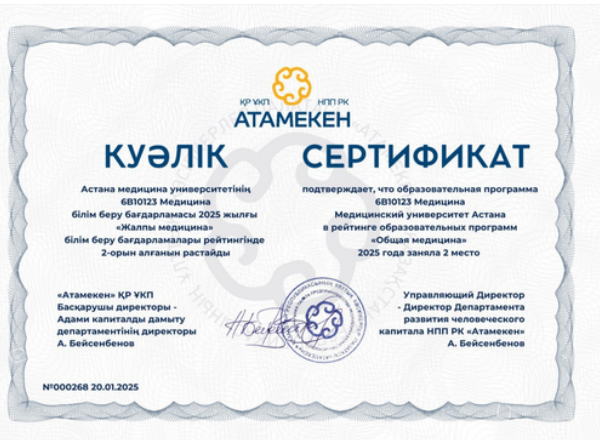 ҚР ҰКП НПП РК
АТАМЕКЕН
КУӘЛІК
Астана медицина университетінің
6В10123 Медицина
білім беру бағдарламасы 2025 жылғы
«Жалпы медицина»
білім беру бағдарламалары рейтингінде
2-орын алғанын растайды
СЕРТИФИКАТ
подтверждает, что образовательная программа
6В10123 Медицина
Медицинский университет Астана
в рейтинге образовательных программ
«Общая медицина»
2025 года заняла 2 место
«Атамекен» ҚР ҰКП
Басқарушы директоры -
Адами капиталды дамыту
департаментінің директоры
А. Бейсенбенов
Управляющий Директор
- Директор Департамента
развития человеческого
капитала НПП РК «Атамекен»
А. Бейсенбенов
№000268 20.01.2025